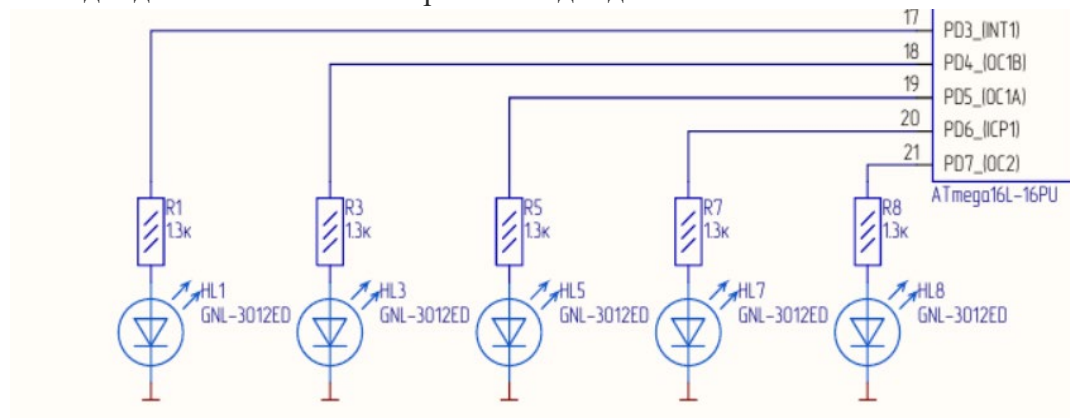 17 PD3_(INT1)
18 PD4_(OC1B)
19 PD5_(OC1A)
20 PD6_(ICP1)
21 PD7_(OC2)
ATmega16L-16PU
R1 R3 R5 R7 R8
1.3к 1.3к 1.3к 1.3к 1.3к
HL1 HL3 HL5 HL7 HL8
GNL-3012ED GNL-3012ED GNL-3012ED GNL-3012ED GNL-3012ED